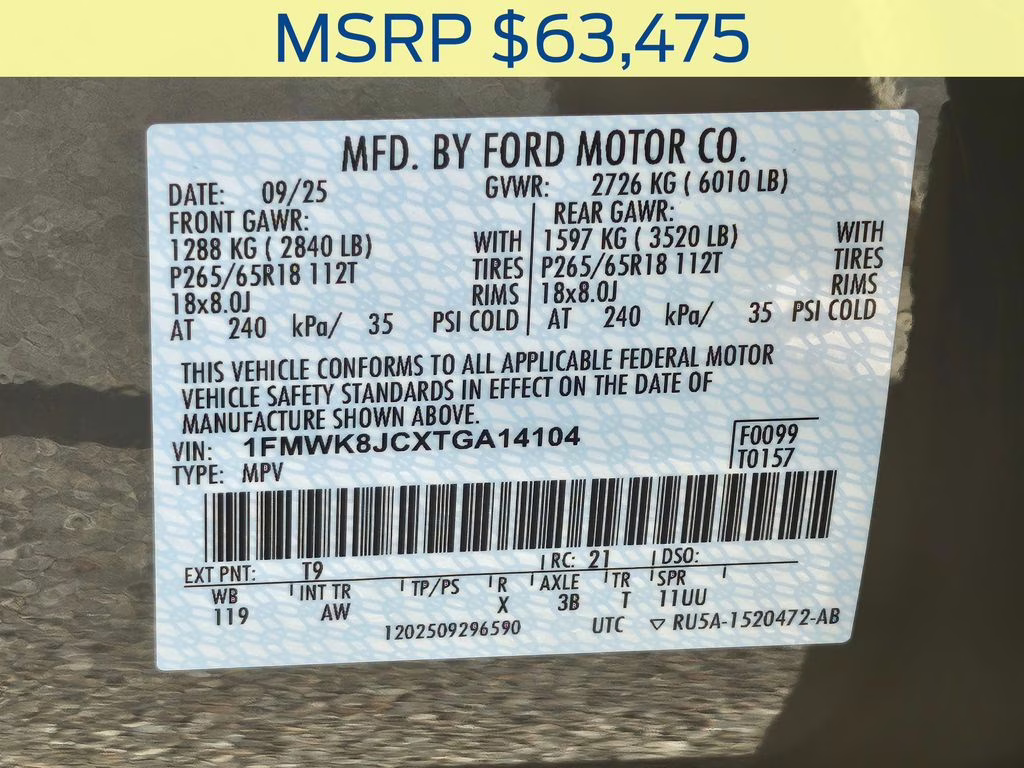 MSRP $63,475
MFD. BY FORD MOTOR CO.
DATE: 09/25 GVWR: 2726 KG ( 6010 LB)
FRONT GAWR: REAR GAWR:
1288 KG ( 2840 LB) WITH 1597 KG ( 3520 LB) WITH
P265/65R18 112T TIRES P265/65R18 112T TIRES
18x8.0J RIMS 18x8.0J RIMS
AT 240 kPa/ 35 PSI COLD AT 240 kPa/ 35 PSI COLD
THIS VEHICLE CONFORMS TO ALL APPLICABLE FEDERAL MOTOR
VEHICLE SAFETY STANDARDS IN EFFECT ON THE DATE OF
MANUFACTURE SHOWN ABOVE.
VIN: 1FMWK8JCXTGA14104 F0099
TYPE: MPV T0157
EXT PNT: T9 RC: 21 DSO:
WB INT TR TP/PS R AXLE TR SPR
119 AW X 3B T 11UU
1202509296590 UTC ▽ RU5A-1520472-AB